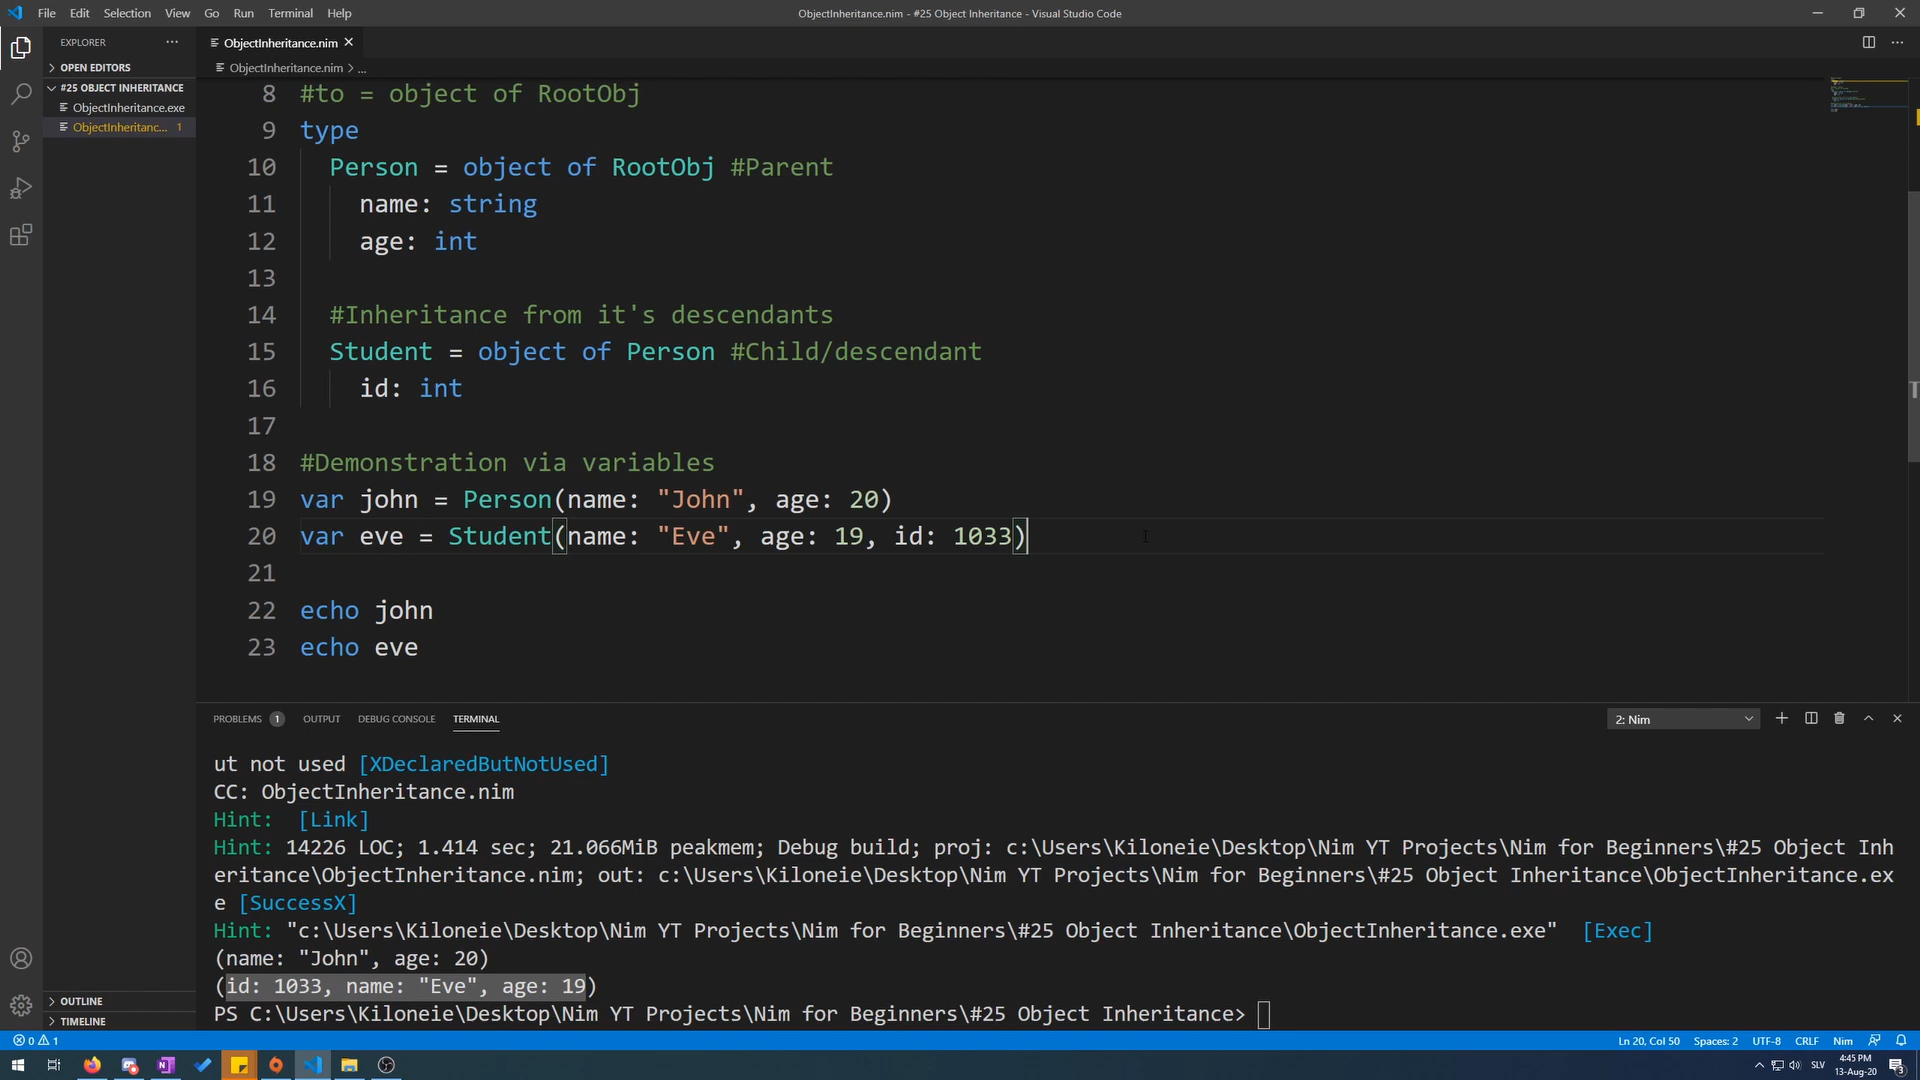 File Edit Selection View Go Run Terminal Help
ObjectInheritance.nim - #25 Object Inheritance - Visual Studio Code
EXPLORER ...
ObjectInheritance.nim
OPEN EDITORS
ObjectInheritance.nim > ...
#25 OBJECT INHERITANCE
ObjectInheritance.exe
ObjectInheritanc... 1
8 #to = object of RootObj
9 type
10 Person = object of RootObj #Parent
11 name: string
12 age: int
13
14 #Inheritance from it's descendants
15 Student = object of Person #Child/descendant
16 id: int
17
18 #Demonstration via variables
19 var john = Person(name: "John", age: 20)
20 var eve = Student(name: "Eve", age: 19, id: 1033)
21
22 echo john
23 echo eve
PROBLEMS 1 OUTPUT DEBUG CONSOLE TERMINAL
2: Nim
ut not used [XDeclaredButNotUsed]
CC: ObjectInheritance.nim
Hint: [Link]
Hint: 14226 LOC; 1.414 sec; 21.066MiB peakmem; Debug build; proj: c:\Users\Kiloneie\Desktop\Nim YT Projects\Nim for Beginners\#25 Object Inh
eritance\ObjectInheritance.nim; out: c:\Users\Kiloneie\Desktop\Nim YT Projects\Nim for Beginners\#25 Object Inheritance\ObjectInheritance.ex
e [SuccessX]
Hint: "c:\Users\Kiloneie\Desktop\Nim YT Projects\Nim for Beginners\#25 Object Inheritance\ObjectInheritance.exe" [Exec]
(name: "John", age: 20)
(id: 1033, name: "Eve", age: 19)
PS C:\Users\Kiloneie\Desktop\Nim YT Projects\Nim for Beginners\#25 Object Inheritance>
OUTLINE
TIMELINE
0 1
Ln 20, Col 50 Spaces: 2 UTF-8 CRLF Nim
SLV
4:45 PM
13-Aug-20
3